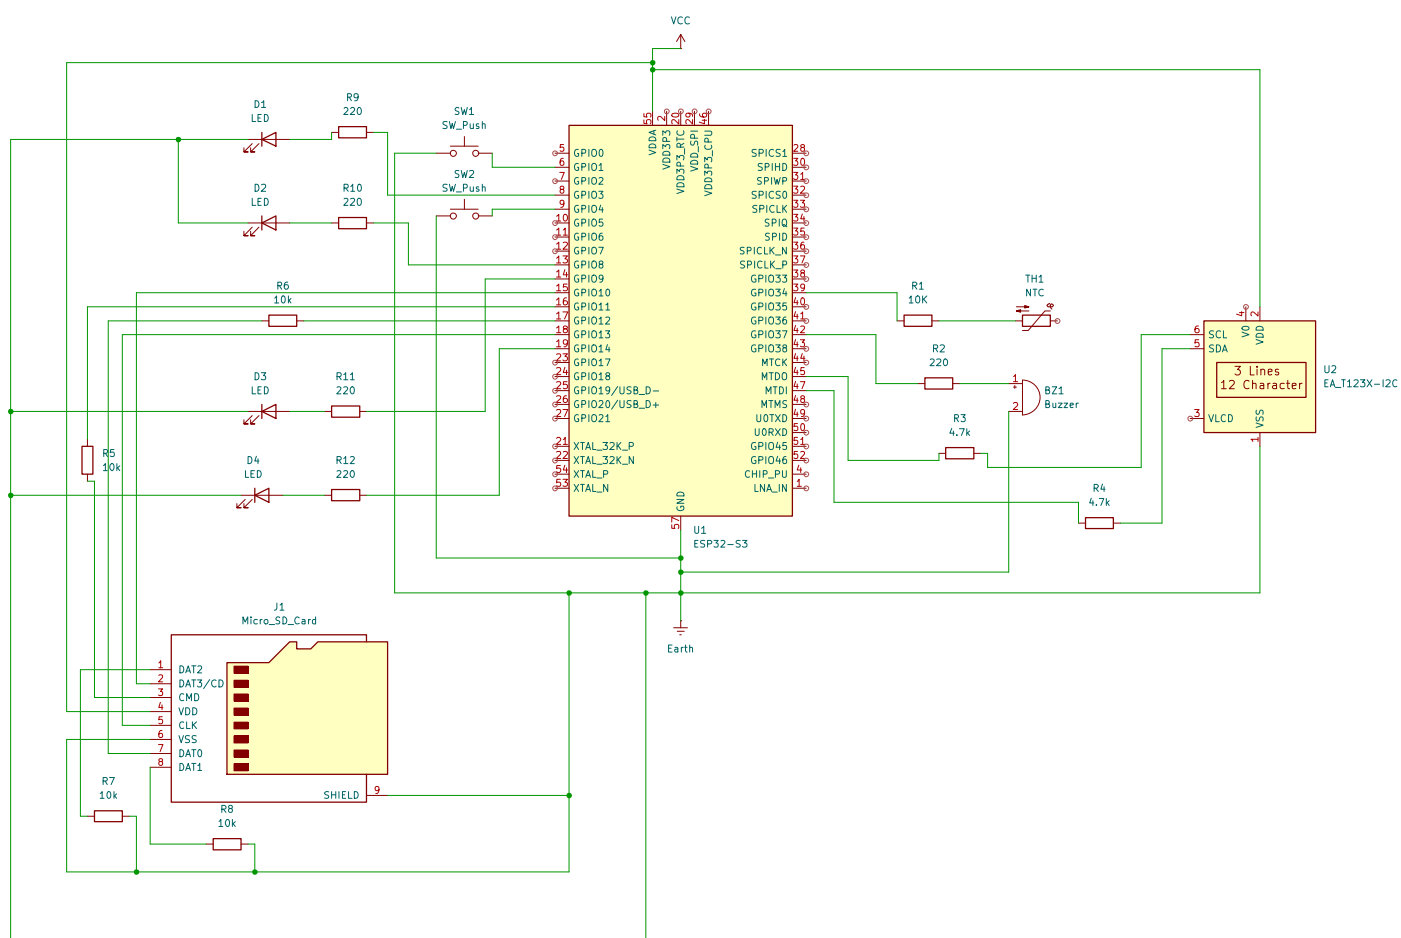 VCC
D1
LED
R9
220
SW1
SW_Push
D2
LED
R10
220
SW2
SW_Push
55
2
20
29
46
VDDA
VDD3P3
VDD3P3_RTC
VDD_SPI
VDD3P3_CPU
5 GPIO0
6 GPIO1
7 GPIO2
8 GPIO3
9 GPIO4
10 GPIO5
11 GPIO6
12 GPIO7
13 GPIO8
14 GPIO9
15 GPIO10
16 GPIO11
17 GPIO12
18 GPIO13
19 GPIO14
23 GPIO17
24 GPIO18
25 GPIO19/USB_D-
26 GPIO20/USB_D+
27 GPIO21
21 XTAL_32K_P
22 XTAL_32K_N
54 XTAL_P
53 XTAL_N
SPICS1 28
SPIHD 30
SPIWP 31
SPICS0 32
SPICLK 33
SPIQ 34
SPID 35
SPICLK_N 36
SPICLK_P 37
GPIO33 38
GPIO34 39
GPIO35 40
GPIO36 41
GPIO37 42
GPIO38 43
MTCK 44
MTDO 45
MTDI 47
MTMS 48
U0TXD 49
U0RXD 50
GPIO45 51
GPIO46 52
CHIP_PU 4
LNA_IN 1
GND
57
U1
ESP32-S3
R6
10k
D3
LED
R11
220
R5
10k
D4
LED
R12
220
R1
10K
TH1
NTC
θ
R2
220
1
+
2
BZ1
Buzzer
R3
4.7k
R4
4.7k
4
2
V0
VDD
6 SCL
5 SDA
3 Lines
12 Character
3 VLCD
VSS
1
U2
EA_T123X-I2C
Earth
J1
Micro_SD_Card
1 DAT2
2 DAT3/CD
3 CMD
4 VDD
5 CLK
6 VSS
7 DAT0
8 DAT1
SHIELD 9
R7
10k
R8
10k